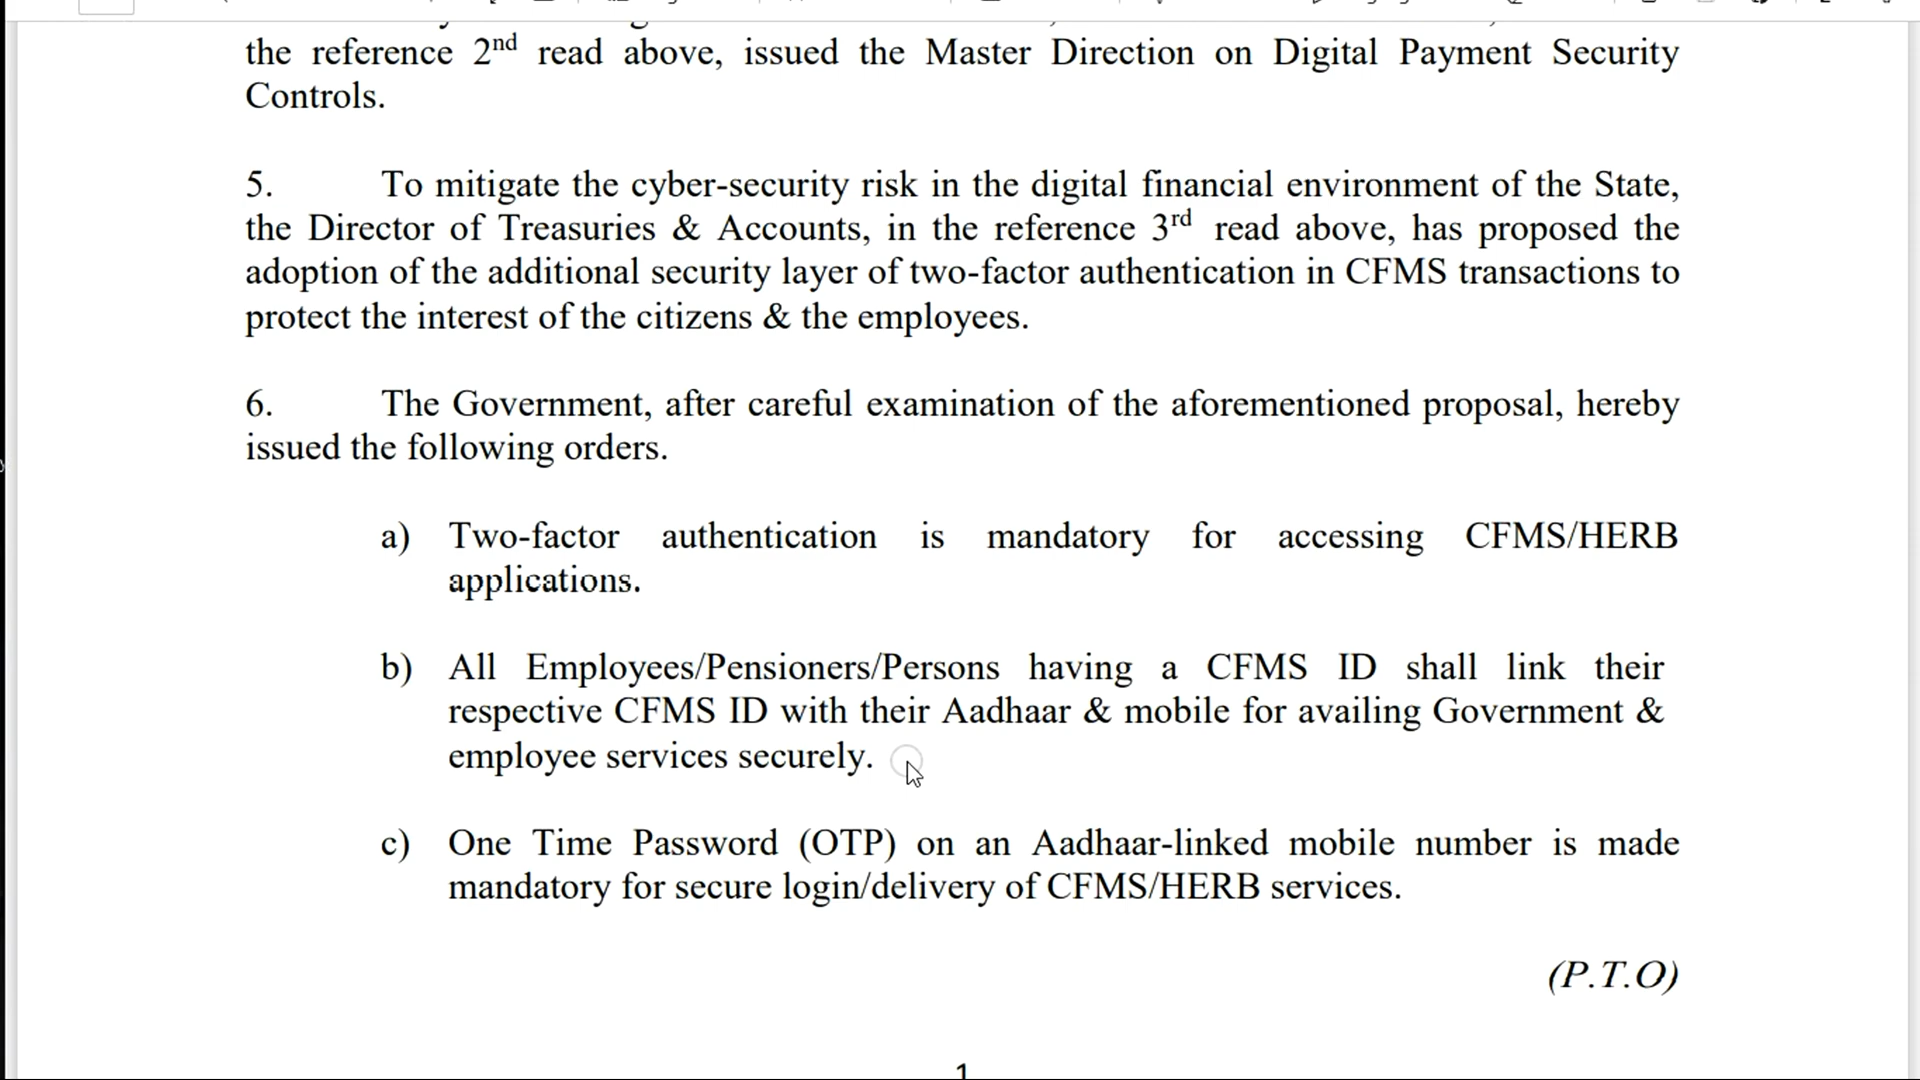 the reference 2nd read above, issued the Master Direction on Digital Payment Security
Controls.
5. To mitigate the cyber-security risk in the digital financial environment of the State,
the Director of Treasuries & Accounts, in the reference 3rd read above, has proposed the
adoption of the additional security layer of two-factor authentication in CFMS transactions to
protect the interest of the citizens & the employees.
6. The Government, after careful examination of the aforementioned proposal, hereby
issued the following orders.
a) Two-factor authentication is mandatory for accessing CFMS/HERB
applications.
b) All Employees/Pensioners/Persons having a CFMS ID shall link their
respective CFMS ID with their Aadhaar & mobile for availing Government &
employee services securely.
c) One Time Password (OTP) on an Aadhaar-linked mobile number is made
mandatory for secure login/delivery of CFMS/HERB services.
(P.T.O)
1